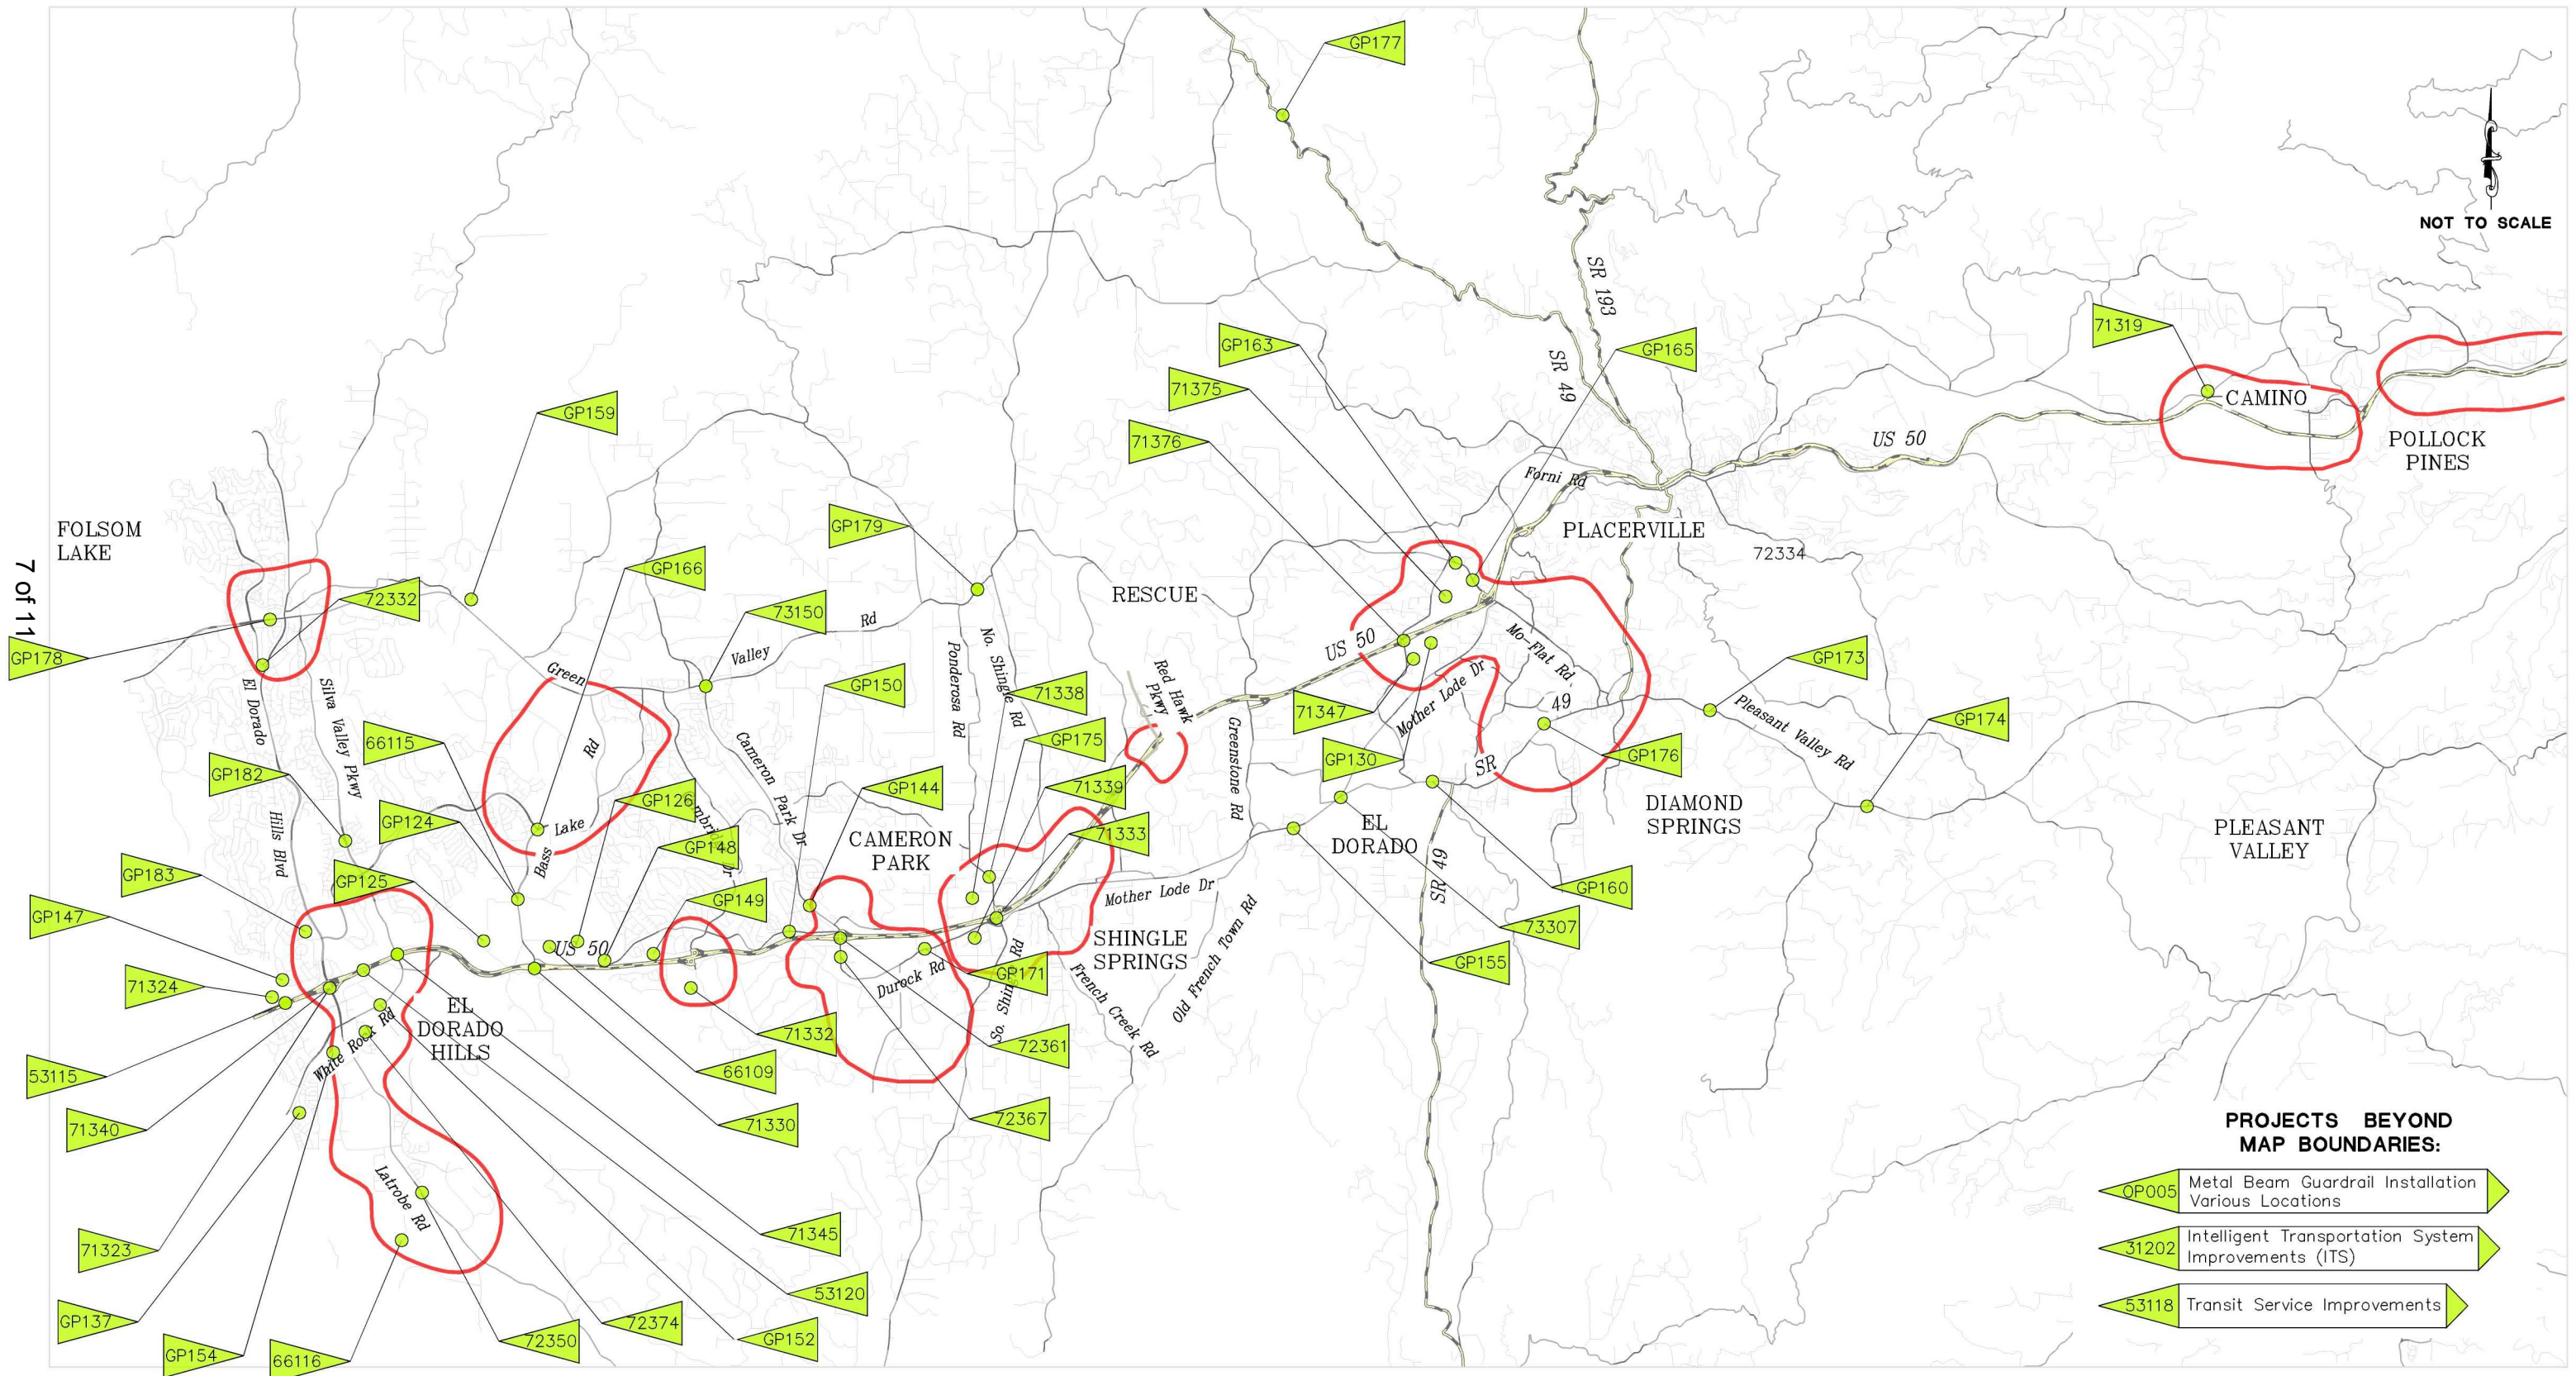 GP177
NOT TO SCALE
SR 193
71319
GP163
GP165
SR 49
71375
CAMINO
GP159
71376
US 50
POLLOCK
PINES
Forni Rd
GP179
FOLSOM
LAKE
PLACERVILLE
72334
7 of 11
GP166
RESCUE
72332
73150
Rd
GP178
Valley
Green
Ponderosa Rd
No. Shingle Rd
US 50
Mo-Flat Rd
GP173
El Dorado
Hills Blvd
Silva Valley Pkwy
GP150
71338
Red Hawk
Pkwy
Mother Lode Dr
49
Pleasant Valley Rd
71347
GP174
66115
Rd
Cameron Park Dr
GP175
Greenstone Rd
GP130
GP176
SR
GP182
71339
GP126
GP144
DIAMOND
SPRINGS
GP124
Lake
Bass
GP148
CAMERON
PARK
71333
EL
DORADO
PLEASANT
VALLEY
GP183
GP125
Mother Lode Dr
SR 49
GP160
GP147
GP149
Old French Town Rd
73307
US 50
SHINGLE
SPRINGS
GP155
71324
Durock Rd
GP171
So. Shingle Rd
French Creek Rd
EL
DORADO
HILLS
White Rock Rd
71332
72361
53115
66109
71340
71330
72367
PROJECTS BEYOND
MAP BOUNDARIES:
Latrobe Rd
OP005
Metal Beam Guardrail Installation
Various Locations
71323
71345
31202
Intelligent Transportation System
Improvements (ITS)
53120
53118
Transit Service Improvements
GP137
72374
GP152
72350
GP154
66116